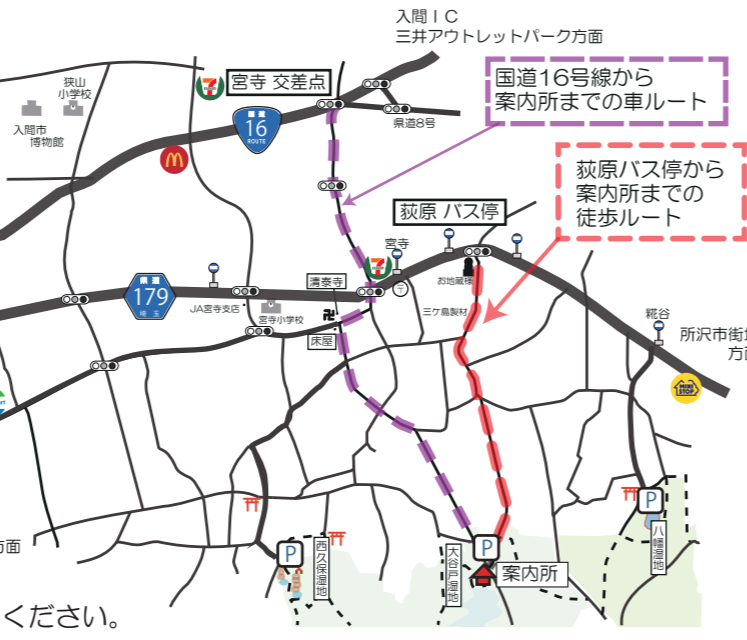 入間IC
三井アウトレットパーク方面
狭山
小学校
入間市
博物館
宮寺 交差点
国道
16
ROUTE
県道8号
国道16号線から
案内所までの車ルート
荻原バス停から
案内所までの
徒歩ルート
荻原 バス停
宮寺
お地蔵様
県道
179
埼玉
清泰寺
JA宮寺支店
宮寺小学校
床屋
三ケ島製材
糀谷
所沢市街
方面
MINI
STOP
P
P
P
西久保湿地
大谷戸湿地
八幡湿地
案内所
方面
ください。